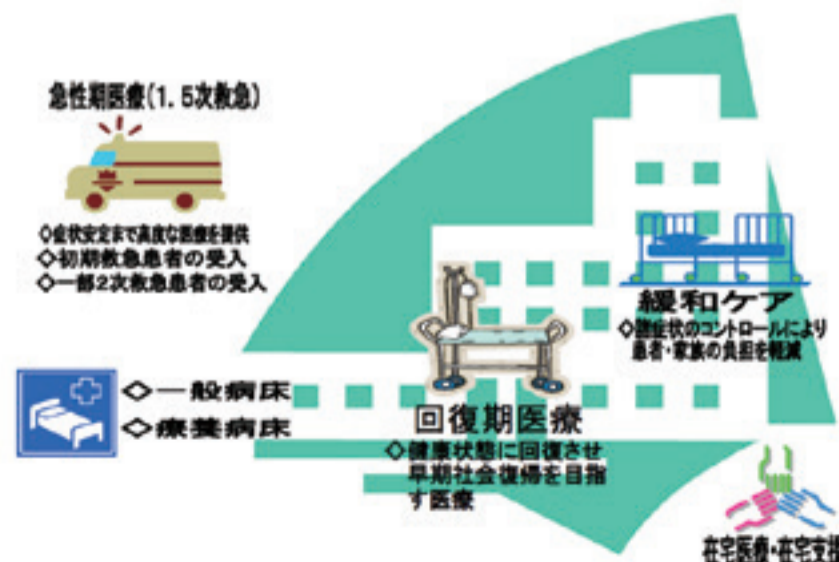 急性期医療(1.5次救急)
◇症状安定まで高度な医療を提供
◇初期救急患者の受入
◇一部2次救急患者の受入
緩和ケア
◇諸症状のコントロールにより
患者・家族の負担を軽減
◇一般病床
◇療養病床
回復期医療
◇健康状態に回復させ
早期社会復帰を目指
す医療
在宅医療・在宅支援